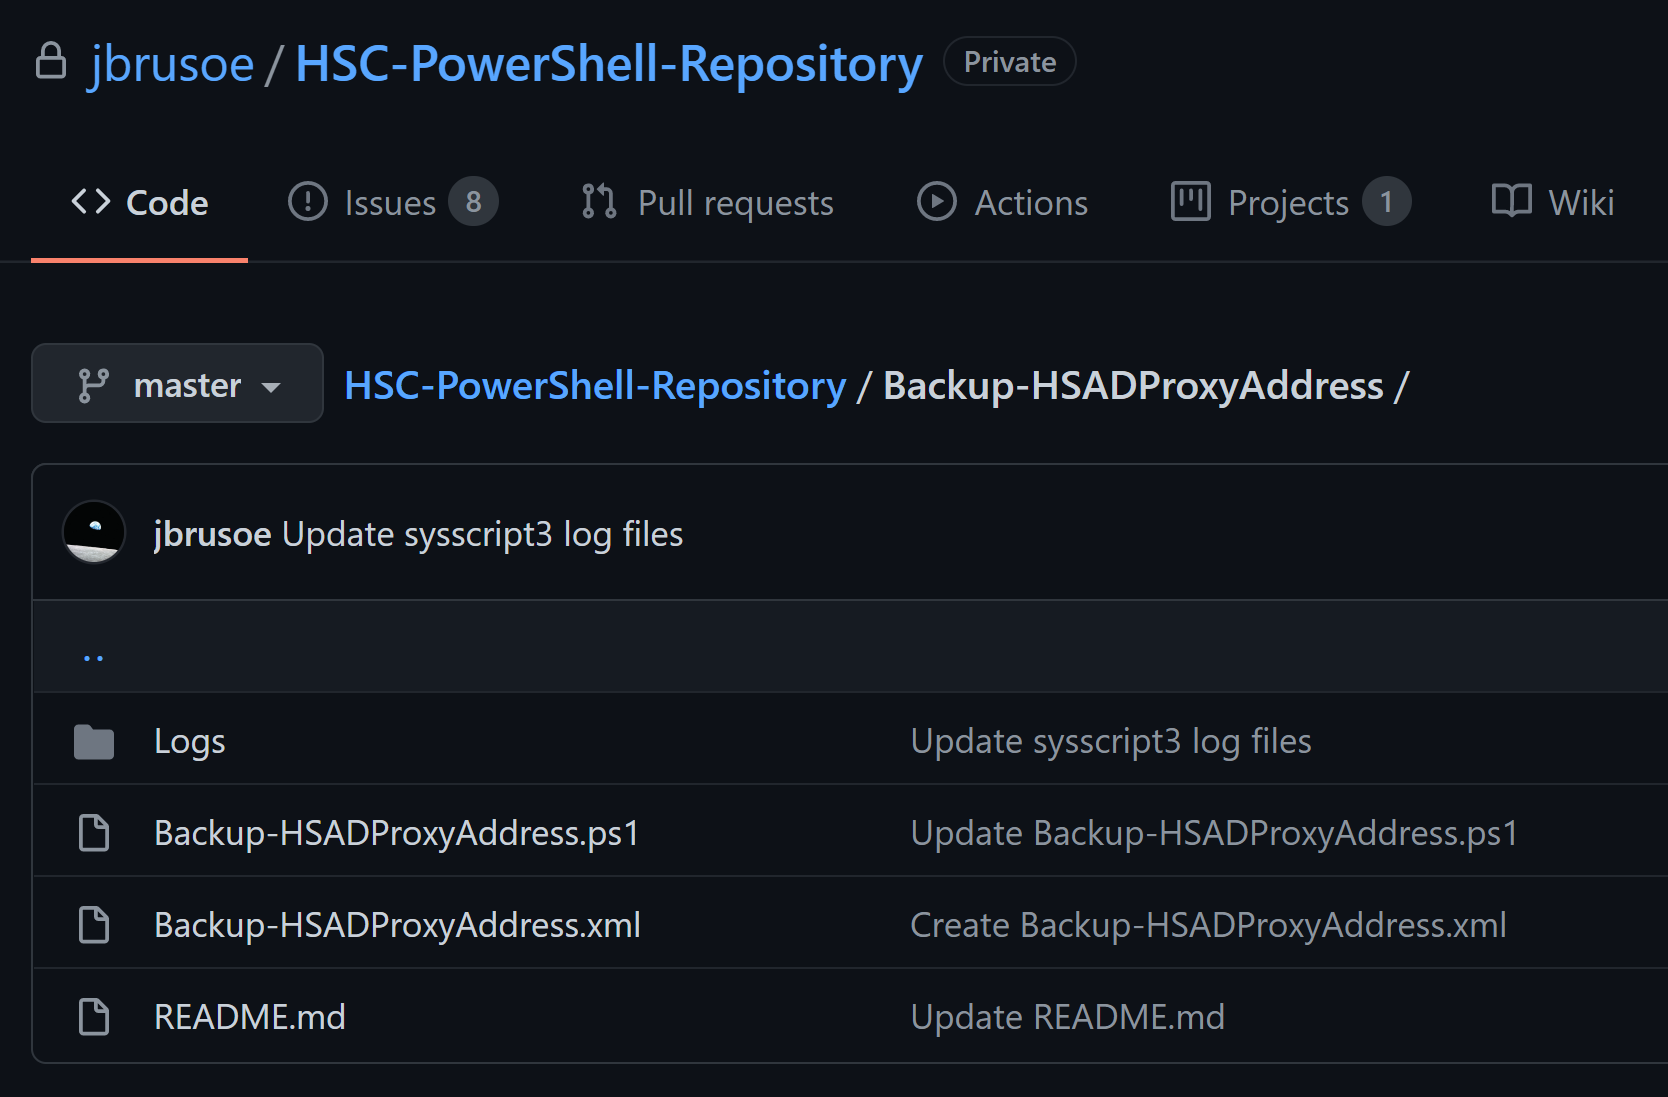 jbrusoe / HSC-PowerShell-Repository Private
Code Issues 8 Pull requests Actions Projects 1 Wiki
master HSC-PowerShell-Repository / Backup-HSADProxyAddress /
jbrusoe Update sysscript3 log files
..
Logs Update sysscript3 log files
Backup-HSADProxyAddress.ps1 Update Backup-HSADProxyAddress.ps1
Backup-HSADProxyAddress.xml Create Backup-HSADProxyAddress.xml
README.md Update README.md